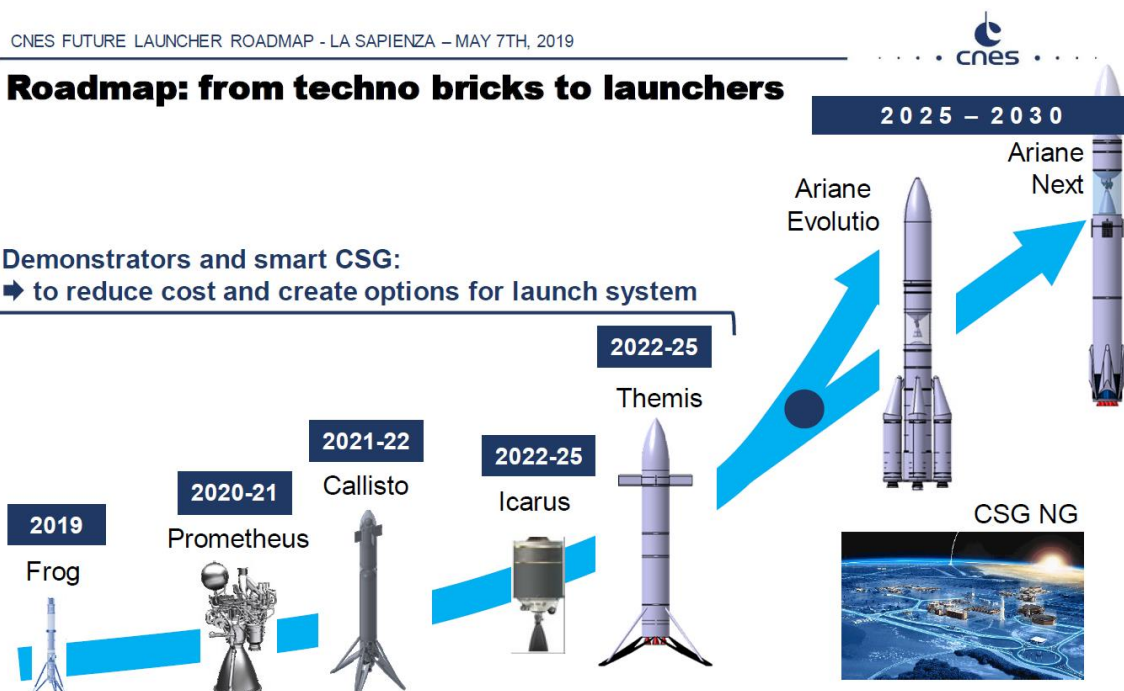 CNES FUTURE LAUNCHER ROADMAP - LA SAPIENZA – MAY 7TH, 2019
cnes
Roadmap: from techno bricks to launchers
2025 – 2030
Ariane
Next
Ariane
Evolutio
Demonstrators and smart CSG:
➡ to reduce cost and create options for launch system
2022-25
Themis
2021-22
Callisto
2022-25
Icarus
2020-21
Prometheus
2019
Frog
CSG NG